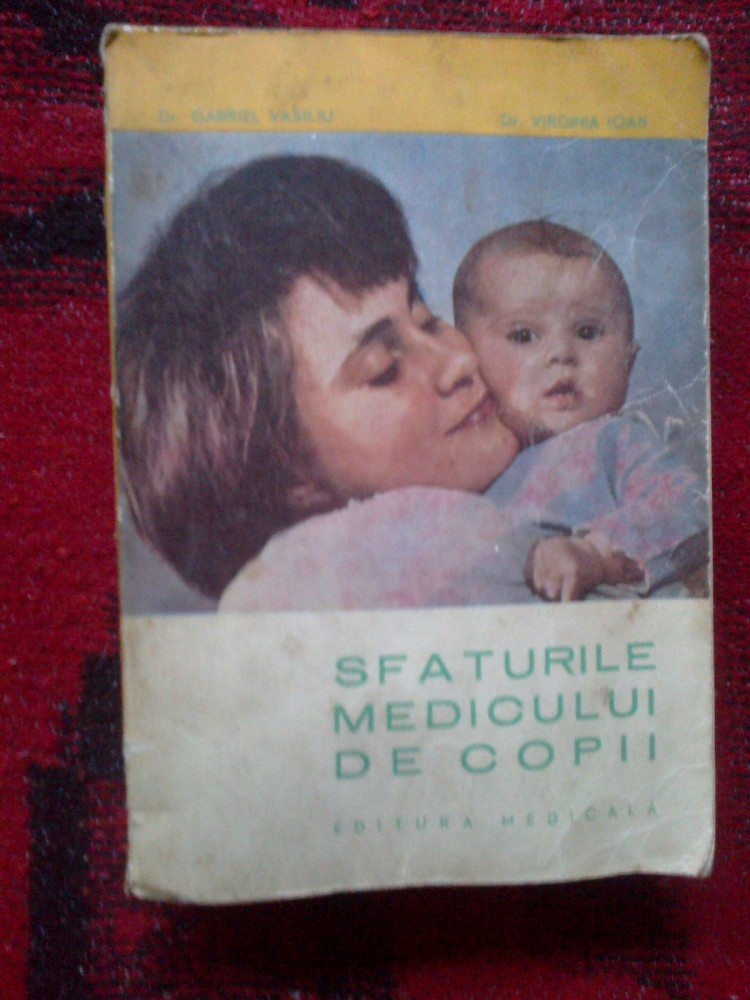 Dr. GABRIEL VASILIU
Dr. VIRGINIA IOAN
SFATURILE
MEDICULUI
DE COPII
EDITURA MEDICALĂ